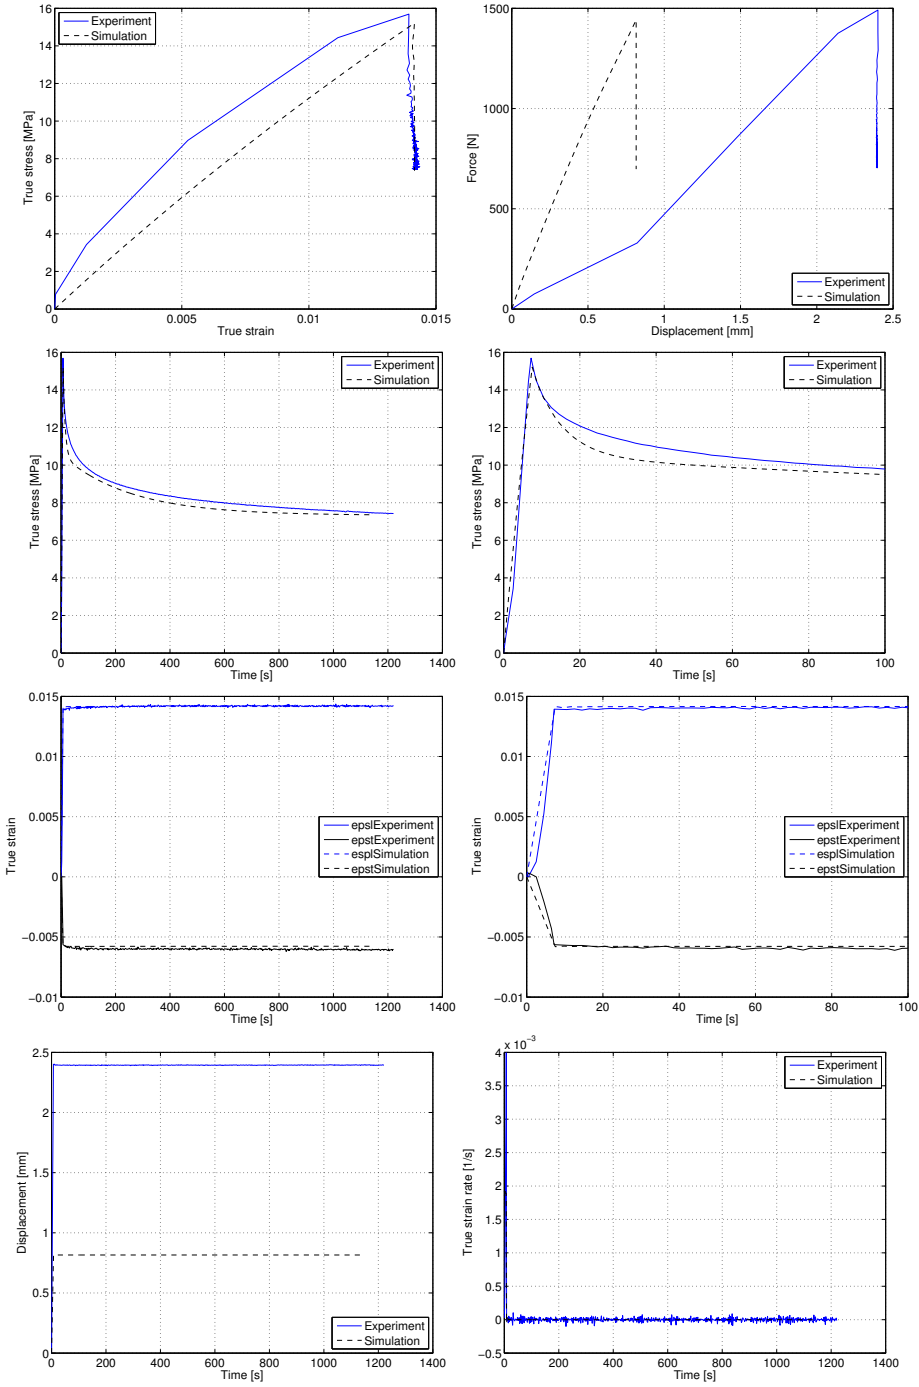 16
14
12
10
8
6
4
2
0
True stress [MPa]
Experiment
Simulation
0 0.005 0.01 0.015
True strain
1500
1000
500
0
Force [N]
Experiment
Simulation
0 0.5 1 1.5 2 2.5
Displacement [mm]
16
14
12
10
8
6
4
2
0
True stress [MPa]
Experiment
Simulation
0 200 400 600 800 1000 1200 1400
Time [s]
16
14
12
10
8
6
4
2
0
True stress [MPa]
Experiment
Simulation
0 20 40 60 80 100
Time [s]
0.015
0.01
0.005
0
−0.005
−0.01
True strain
epslExperiment
epstExperiment
esplSimulation
epstSimulation
0 200 400 600 800 1000 1200 1400
Time [s]
0.015
0.01
0.005
0
−0.005
−0.01
True strain
epslExperiment
epstExperiment
esplSimulation
epstSimulation
0 20 40 60 80 100
Time [s]
2.5
2
1.5
1
0.5
0
Displacement [mm]
Experiment
Simulation
0 200 400 600 800 1000 1200 1400
Time [s]
x 10−3
4
3.5
3
2.5
2
1.5
1
0.5
0
−0.5
True strain rate [1/s]
Experiment
Simulation
0 200 400 600 800 1000 1200 1400
Time [s]